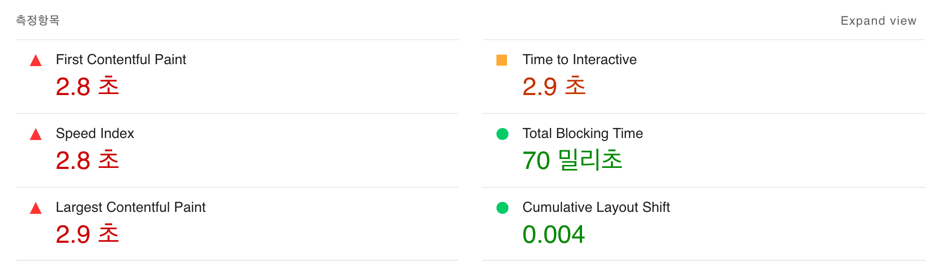 측정항목
Expand view
First Contentful Paint
2.8 초
Time to Interactive
2.9 초
Speed Index
2.8 초
Total Blocking Time
70 밀리초
Largest Contentful Paint
2.9 초
Cumulative Layout Shift
0.004